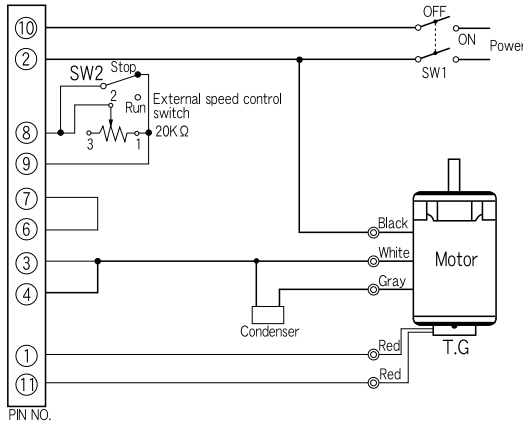 OFF
10
ON
Power
2
SW1
SW2
Stop
2
Run
External speed control
switch
8
3
1
20KΩ
9
7
6
Black
3
White
Motor
4
Gray
Condenser
1
Red
T.G
11
Red
PIN NO.